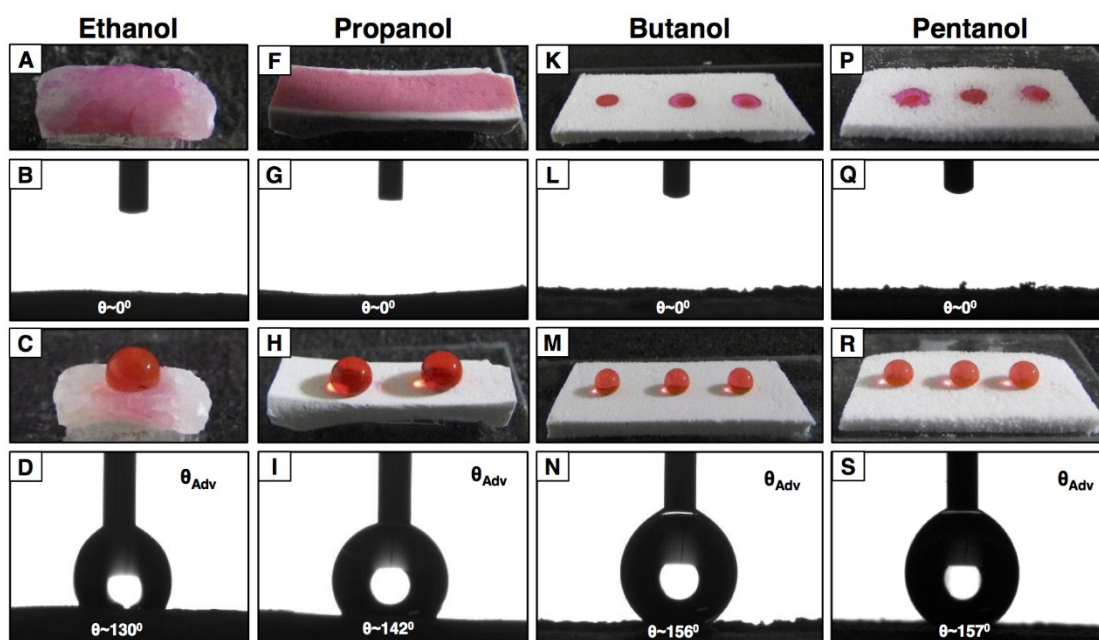 Ethanol Propanol Butanol Pentanol
A F K P
B G L Q
θ~0⁰ θ~0⁰ θ~0⁰ θ~0⁰
C H M R
D I N S
θAdv θAdv θAdv θAdv
θ~130⁰ θ~142⁰ θ~156⁰ θ~157⁰